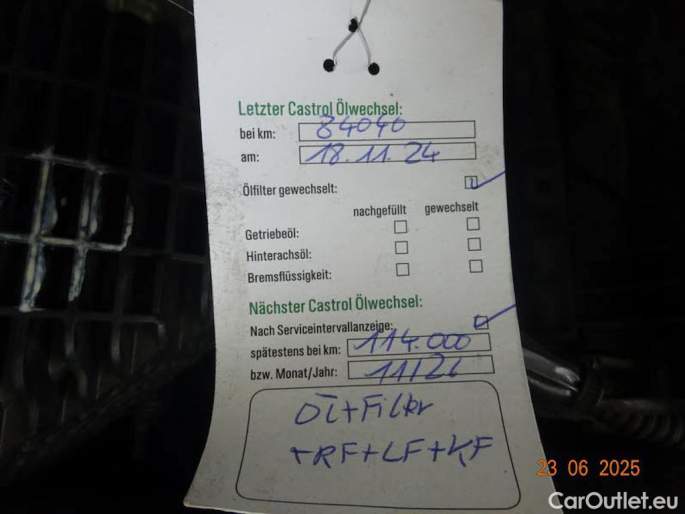 Letzter Castrol Ölwechsel:
bei km: 84040
am: 18.11.24
Ölfilter gewechselt:
nachgefüllt gewechselt
Getriebeöl:
Hinterachsöl:
Bremsflüssigkeit:
Nächster Castrol Ölwechsel:
Nach Serviceintervallanzeige:
spätestens bei km: 114.000
bzw. Monat/Jahr: 11/26
Öl+Filter
+RF+LF+KF
23 06 2025
CarOutlet.eu